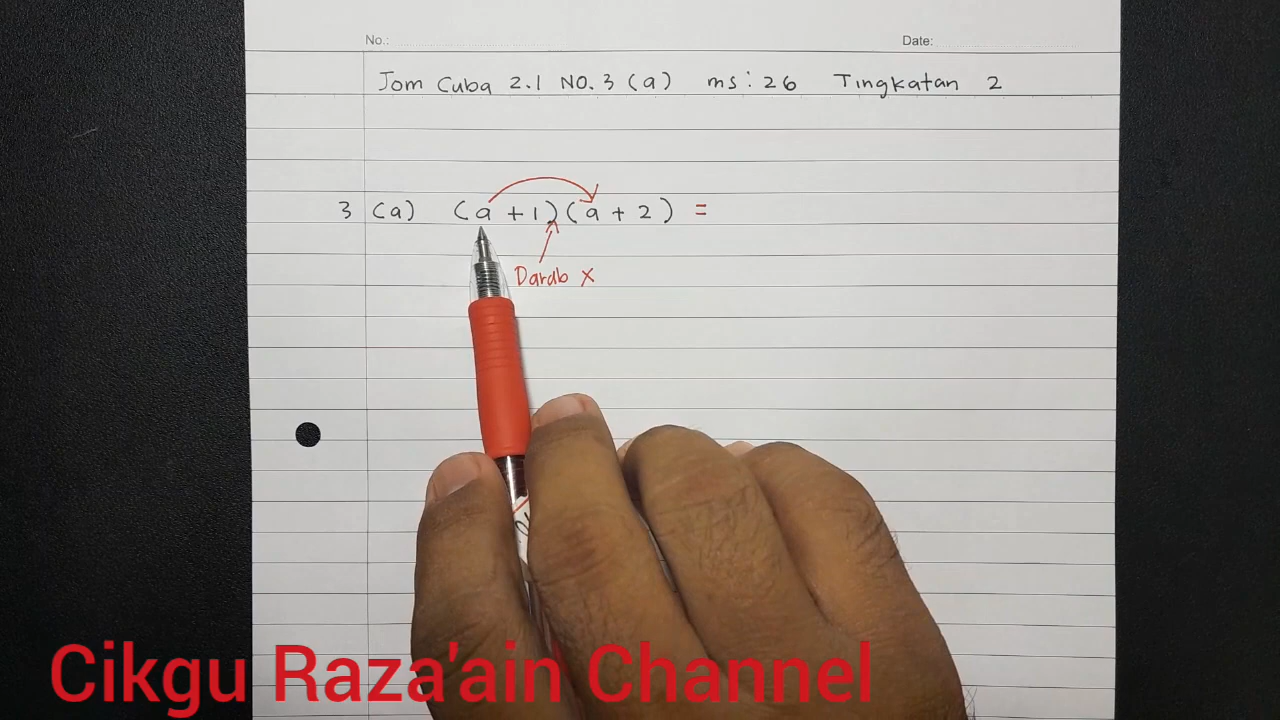 No.:
Date:
Jom Cuba 2.1 NO.3 (a) ms: 26 Tingkatan 2
3 (a) (a + 1)(a + 2) =
Darab X
Cikgu Raza'ain Channel